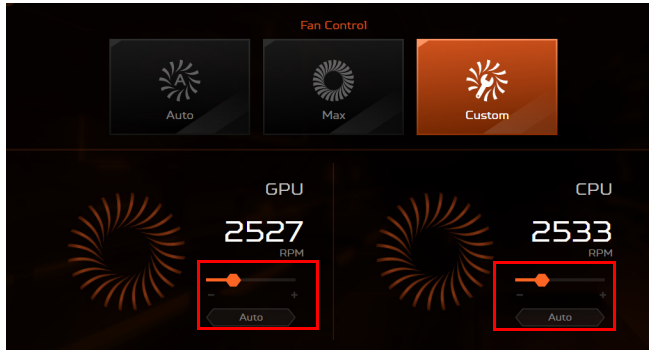 Fan Control
A
Auto
Max
Custom
GPU
2527
RPM
- +
Auto
CPU
2533
RPM
- +
Auto